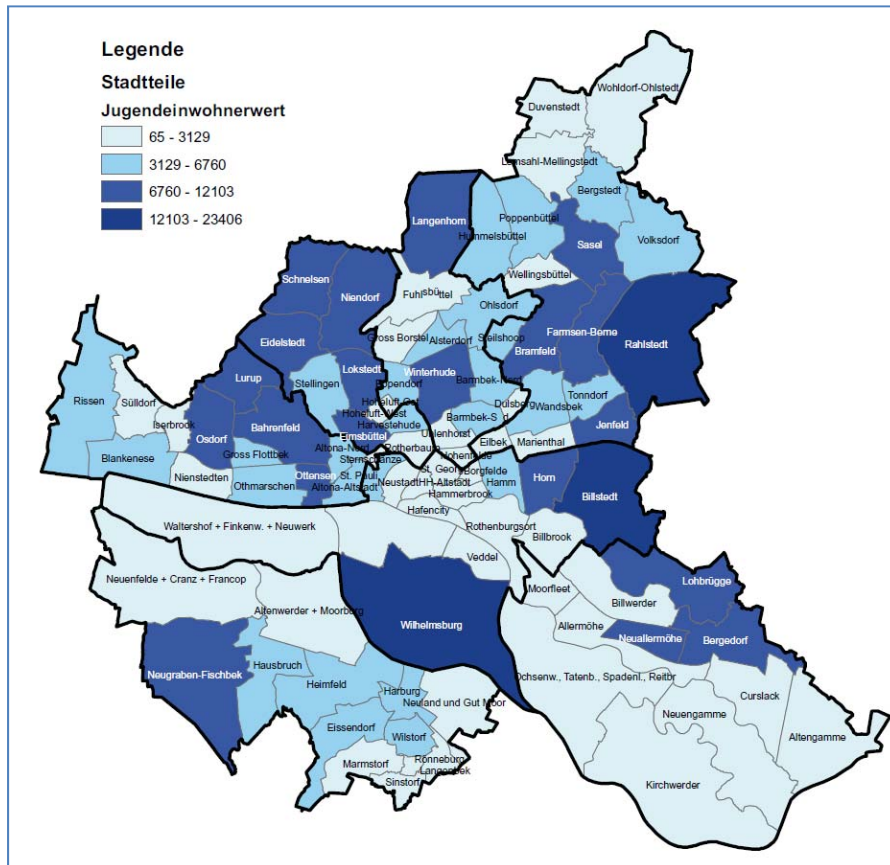 Legende
Stadtteile
Jugendeinwohnerwert
65 - 3129
3129 - 6760
6760 - 12103
12103 - 23406
Wohldorf-Ohlstedt
Duvenstedt
Lemsahl-Mellingstedt
Bergstedt
Langenhorn
Poppenbüttel
Hummelsbüttel
Sasel
Volksdorf
Wellingsbüttel
Schnelsen
Niendorf
Fuhlsbüttel
Ohlsdorf
Gross Borstel
Alsterdorf
Steilshoop
Farmsen-Berne
Bramfeld
Rahlstedt
Eidelstedt
Lokstedt
Winterhude
Stellingen
Eppendorf
Barmbek-Nord
Lurup
Rissen
Sülldorf
Iserbrook
Hoheluft-Ost
Hoheluft-West
Dulsberg
Tonndorf
Wandsbek
Osdorf
Bahrenfeld
Harvestehude
Barmbek-S d
Jenfeld
Eimsbüttel
Uhlenhorst
Eilbek
Marienthal
Rotherbaum
Blankenese
Gross Flottbek
Altona-Nord
Sternschanze
Hohenfelde
Nienstedten
Othmarschen
Ottensen
St. Pauli
Altona-Altstadt
Neustadt
St. Georg
HH-Altstadt
Borgfelde
Hamm
Hammerbrook
Horn
Billstedt
Hafencity
Rothenburgsort
Billbrook
Waltershof + Finkenw. + Neuwerk
Veddel
Neuenfelde + Cranz + Francop
Moorfleet
Billwerder
Lohbrügge
Altenwerder + Moorburg
Wilhelmsburg
Allermöhe
Neuallermöhe
Bergedorf
Neugraben-Fischbek
Hausbruch
Heimfeld
Harburg
Neuland und Gut Moor
Ochsenw., Tatenb., Spadenl., Reitbr
Curslack
Neuengamme
Altengamme
Eissendorf
Wilstorf
Rönneburg
Langenbek
Marmstorf
Sinstorf
Kirchwerder